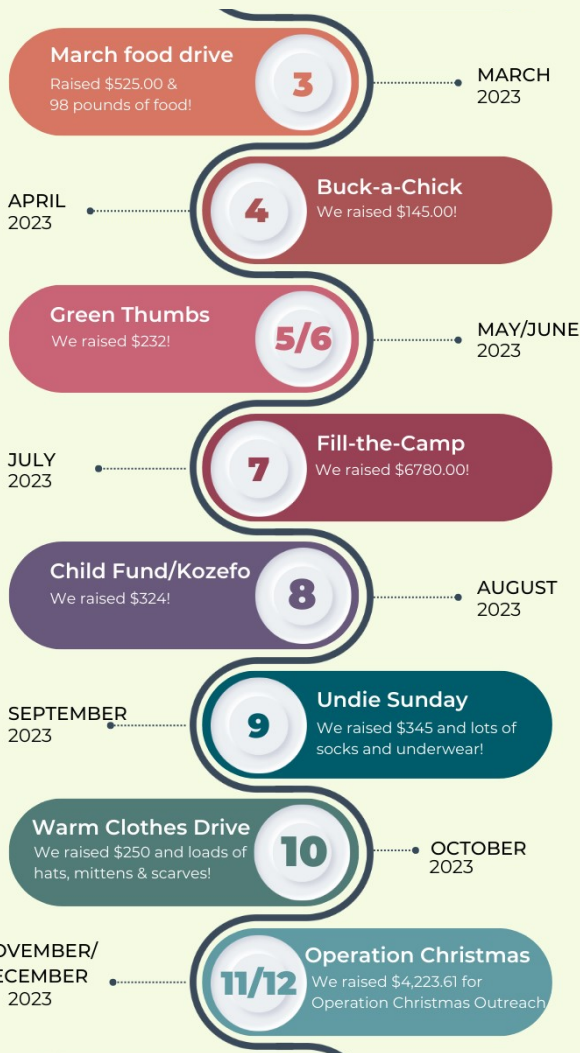 March food drive
Raised $525.00 &
98 pounds of food!
3
MARCH
2023
APRIL
2023
4
Buck-a-Chick
We raised $145.00!
Green Thumbs
We raised $232!
5/6
MAY/JUNE
2023
JULY
2023
7
Fill-the-Camp
We raised $6780.00!
Child Fund/Kozefo
We raised $324!
8
AUGUST
2023
SEPTEMBER
2023
9
Undie Sunday
We raised $345 and lots of
socks and underwear!
Warm Clothes Drive
We raised $250 and loads of
hats, mittens & scarves!
10
OCTOBER
2023
OVEMBER/
ECEMBER
2023
11/12
Operation Christmas
We raised $4,223.61 for
Operation Christmas Outreach